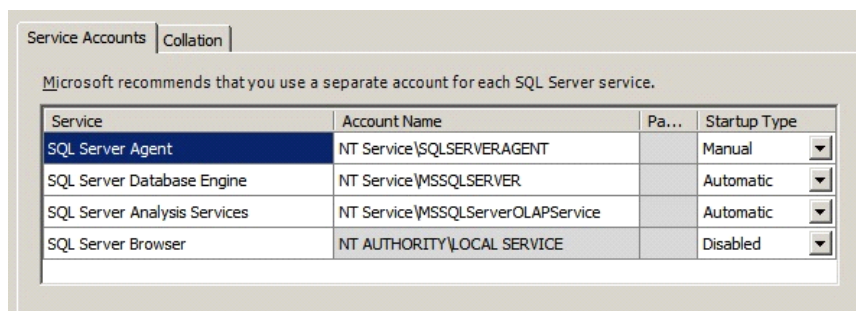 Service Accounts Collation
Microsoft recommends that you use a separate account for each SQL Server service.
Service Account Name Pa... Startup Type
SQL Server Agent NT Service\SQLSERVERAGENT Manual
SQL Server Database Engine NT Service\MSSQLSERVER Automatic
SQL Server Analysis Services NT Service\MSSQLServerOLAPService Automatic
SQL Server Browser NT AUTHORITY\LOCAL SERVICE Disabled